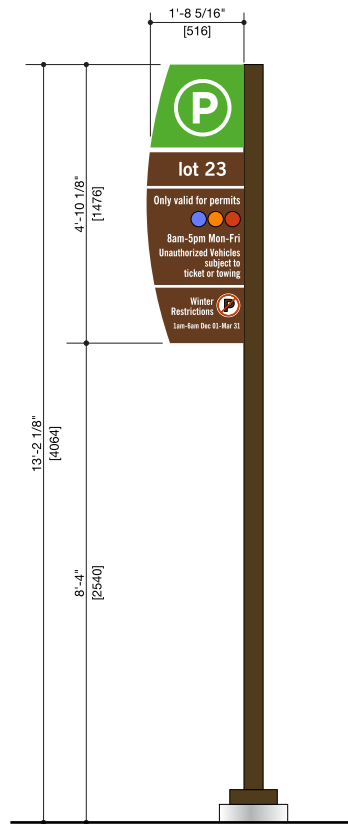 1'-8 5/16"
[516]
P
lot 23
Only valid for permits
8am-5pm Mon-Fri
Unauthorized Vehicles
subject to
ticket or towing
Winter
Restrictions
P
1am-6am Dec 01-Mar 31
4'-10 1/8"
[1476]
13'-2 1/8"
[4064]
8'-4"
[2540]